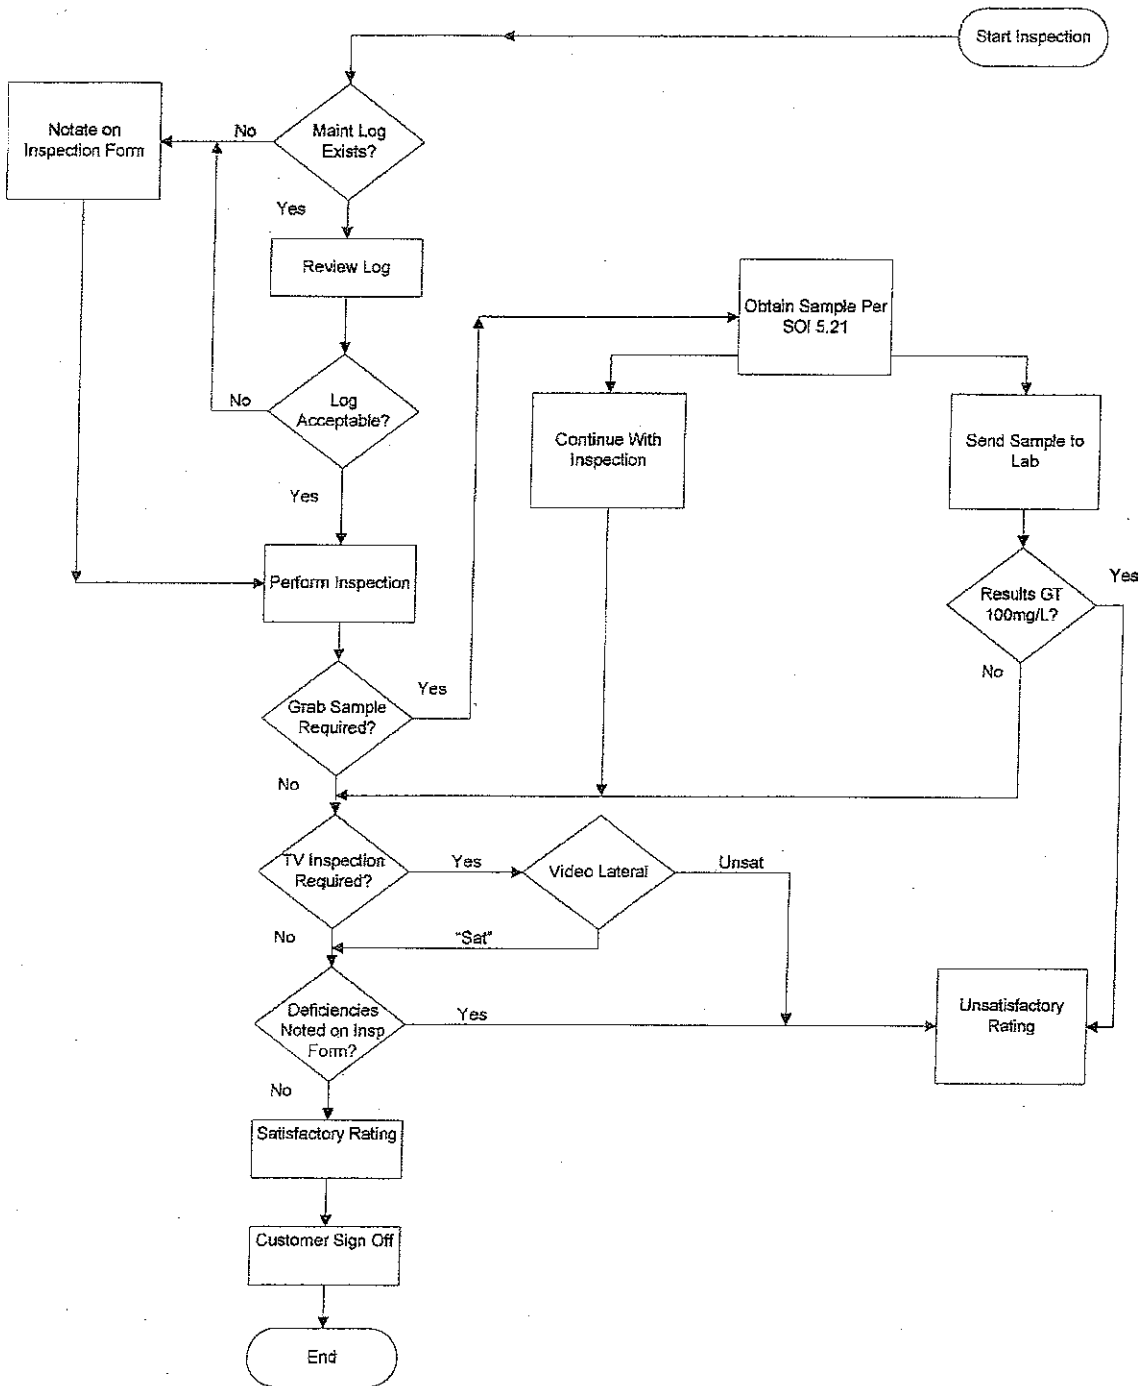 Start Inspection
Notate on
Inspection Form
No
Maint Log
Exists?
Yes
Review Log
Obtain Sample Per
SOI 5.21
No
Log
Acceptable?
Continue With
Inspection
Send Sample to
Lab
Yes
Perform Inspection
Results GT
100mg/L?
Yes
No
Grab Sample
Required?
Yes
No
TV Inspection
Required?
Yes
Video Lateral
Unsat
No
"Sat"
Deficiencies
Noted on Insp
Form?
Yes
Unsatisfactory
Rating
No
Satisfactory Rating
Customer Sign Off
End